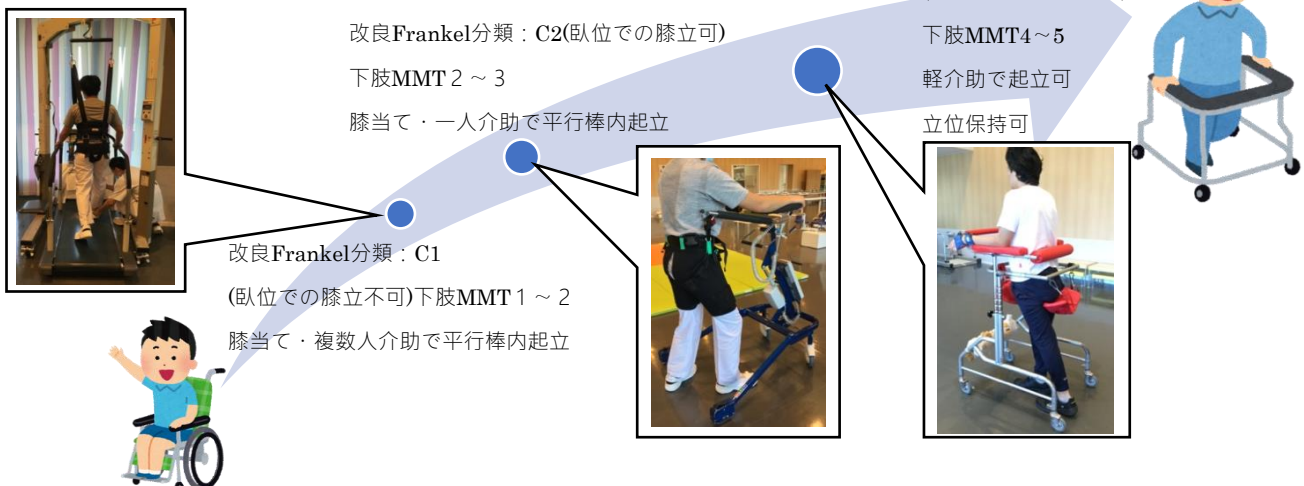 改良Frankel分類：C2(臥位での膝立可)
下肢MMT２～３
膝当て・一人介助で平行棒内起立
下肢MMT4～5
軽介助で起立可
立位保持可
改良Frankel分類：C1
(臥位での膝立不可)下肢MMT１～２
膝当て・複数人介助で平行棒内起立